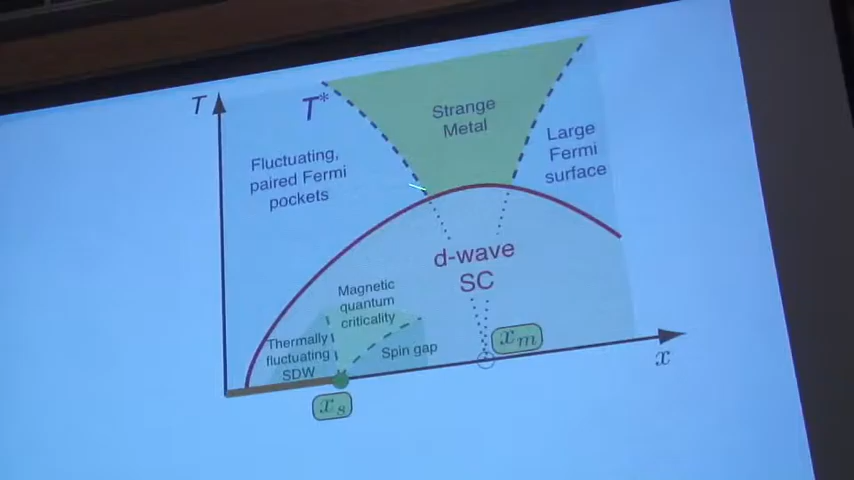 T
T*
Strange
Metal
Large
Fermi
surface
Fluctuating,
paired Fermi
pockets
d-wave
SC
Magnetic
quantum
criticality
Thermally
fluctuating
SDW
Spin gap
x_m
x
x_s